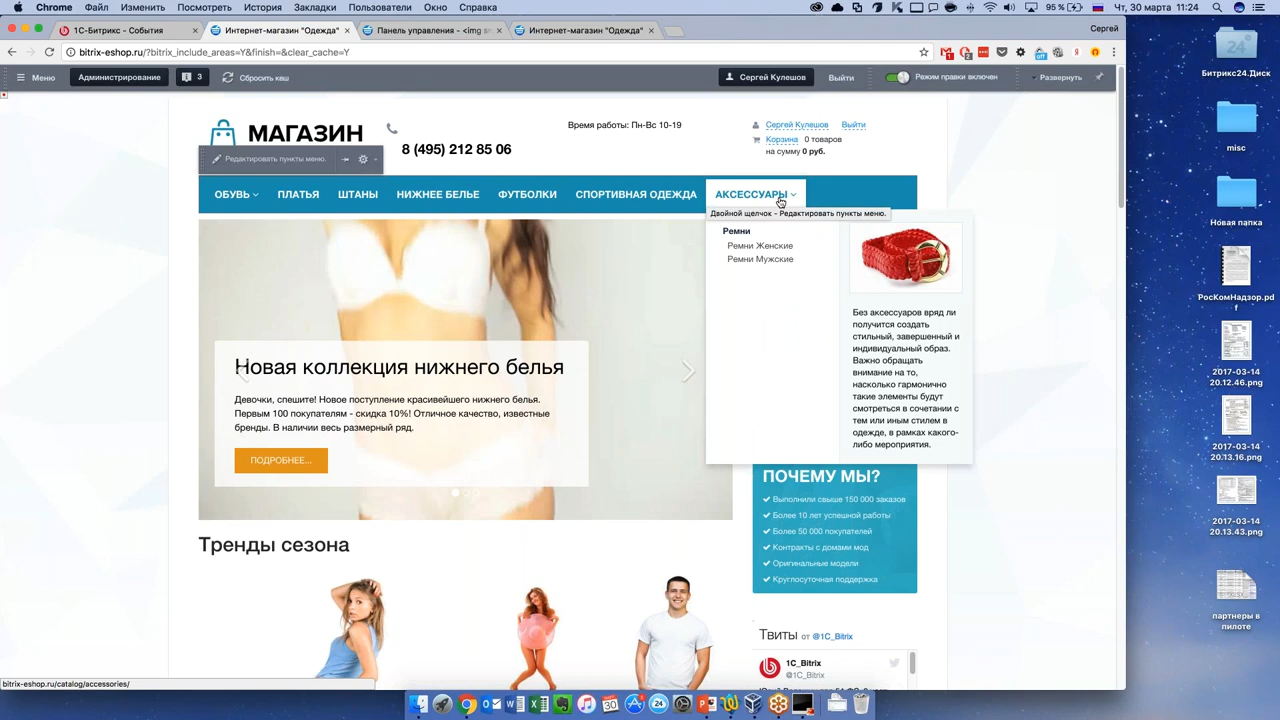 Chrome Файл Изменить Посмотреть История Закладки Пользователи Окно Справка
95 % Чт, 30 марта 11:24
1С-Битрикс - События
Интернет-магазин "Одежда"
Панель управления - <img s
Интернет-магазин "Одежда"
Сергей
bitrix-eshop.ru/?bitrix_include_areas=Y&finish=&clear_cache=Y
Меню
Администрирование
3
Сбросить кеш
Сергей Кулешов
Выйти
Режим правки включен
Развернуть
МАГАЗИН
8 (495) 212 85 06
Время работы: Пн-Вс 10-19
Сергей Кулешов Выйти
Корзина 0 товаров
на сумму 0 руб.
Редактировать пункты меню.
ОБУВЬ ПЛАТЬЯ ШТАНЫ НИЖНЕЕ БЕЛЬЕ ФУТБОЛКИ СПОРТИВНАЯ ОДЕЖДА АКСЕССУАРЫ
Двойной щелчок - Редактировать пункты меню.
Ремни
Ремни Женские
Ремни Мужские
Без аксессуаров вряд ли
получится создать
стильный, завершенный и
индивидуальный образ.
Важно обращать
внимание на то,
насколько гармонично
такие элементы будут
смотреться в сочетании с
тем или иным стилем в
одежде, в рамках какого-
либо мероприятия.
Новая коллекция нижнего белья
Девочки, спешите! Новое поступление красивейшего нижнего белья.
Первым 100 покупателям - скидка 10%! Отличное качество, известные
бренды. В наличии весь размерный ряд.
ПОДРОБНЕЕ...
ПОЧЕМУ МЫ?
Выполнили свыше 150 000 заказов
Более 10 лет успешной работы
Более 50 000 покупателей
Контракты с домами мод
Оригинальные модели
Круглосуточная поддержка
Тренды сезона
Твиты от @1C_Bitrix
1C_Bitrix
@1C_Bitrix
bitrix-eshop.ru/catalog/accessories/
24
Битрикс24.Диск
misc
Новая папка
РосКомНадзор.pd
f
2017-03-14
20.12.46.png
2017-03-14
20.13.16.png
2017-03-14
20.13.43.png
партнеры в
пилоте